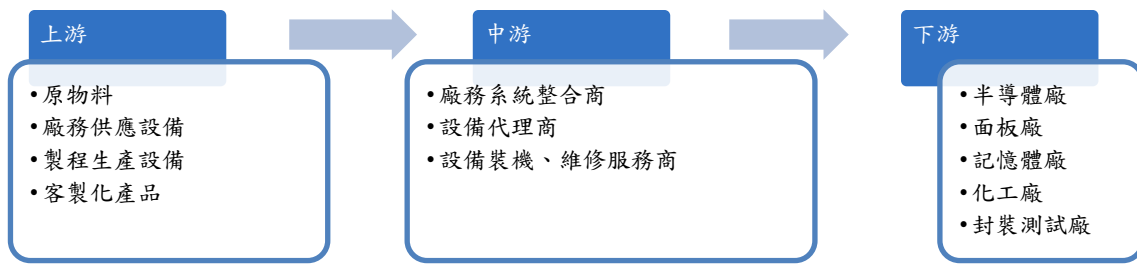 上游
•原物料
•廠務供應設備
•製程生產設備
•客製化產品
中游
•廠務系統整合商
•設備代理商
•設備裝機、維修服務商
下游
•半導體廠
•面板廠
•記憶體廠
•化工廠
•封裝測試廠